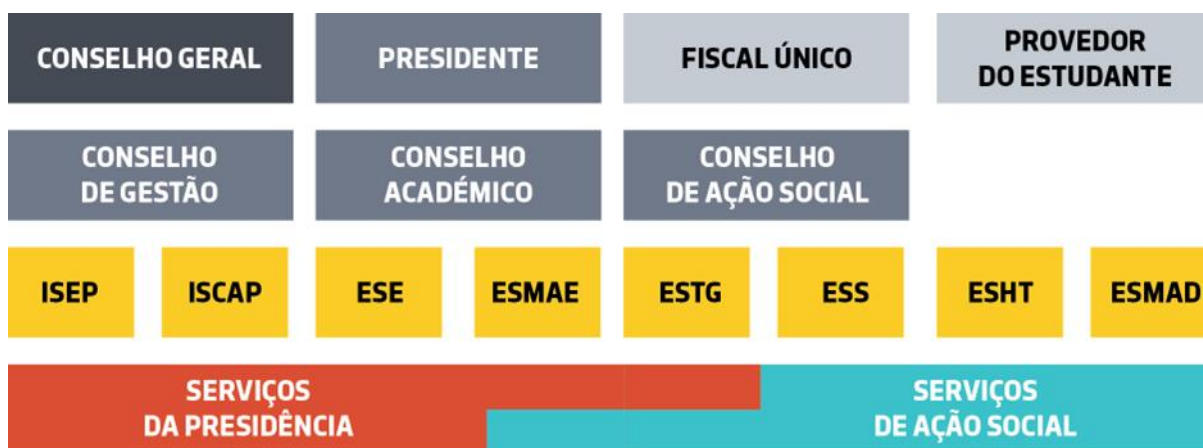 CONSELHO GERAL
PRESIDENTE
FISCAL ÚNICO
PROVEDOR
DO ESTUDANTE
CONSELHO
DE GESTÃO
CONSELHO
ACADÉMICO
CONSELHO
DE AÇÃO SOCIAL
ISEP
ISCAP
ESE
ESMAE
ESTG
ESS
ESHT
ESMAD
SERVIÇOS
DA PRESIDÊNCIA
SERVIÇOS
DE AÇÃO SOCIAL